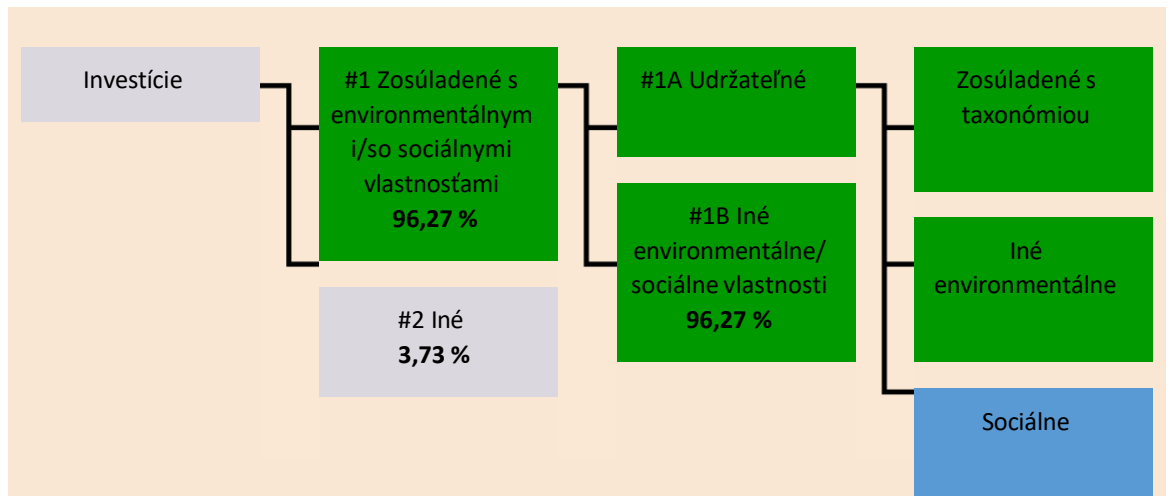 Investície
#1 Zosúladené s
environmentálnym
i/so sociálnymi
vlastnosťami
96,27 %
#2 Iné
3,73 %
#1A Udržateľné
#1B Iné
environmentálne/
sociálne vlastnosti
96,27 %
Zosúladené s
taxonómiou
Iné
environmentálne
Sociálne